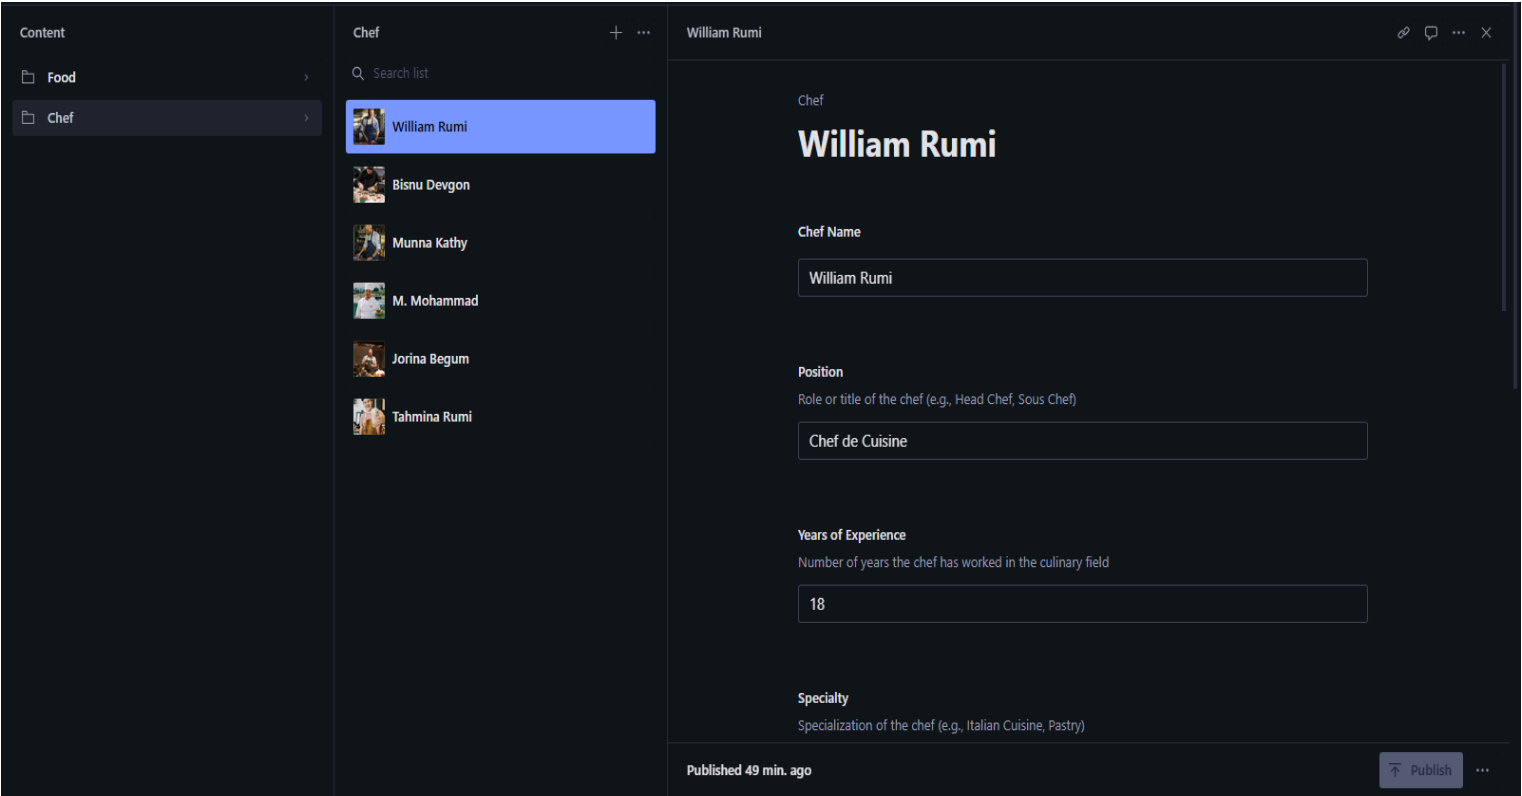 Content
Food
Chef
Chef
Search list
William Rumi
Bisnu Devgon
Munna Kathy
M. Mohammad
Jorina Begum
Tahmina Rumi
William Rumi
Chef
William Rumi
Chef Name
William Rumi
Position
Role or title of the chef (e.g., Head Chef, Sous Chef)
Chef de Cuisine
Years of Experience
Number of years the chef has worked in the culinary field
18
Specialty
Specialization of the chef (e.g., Italian Cuisine, Pastry)
Published 49 min. ago
Publish